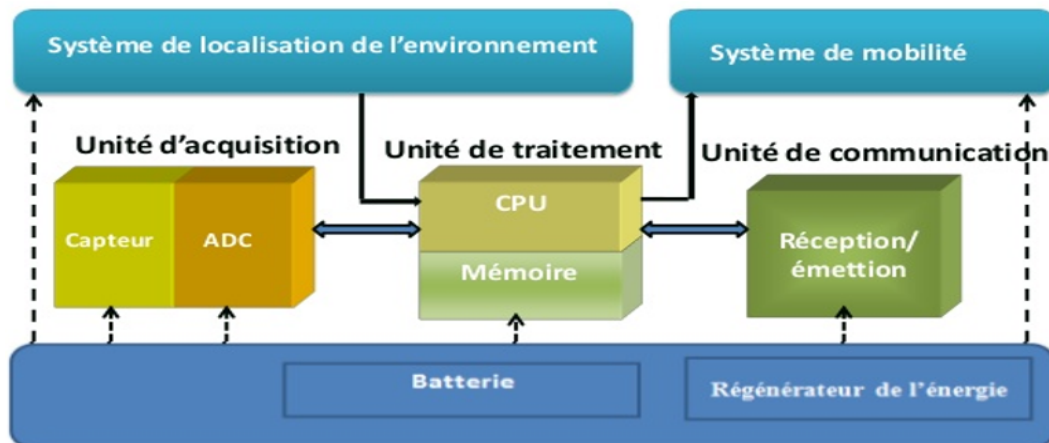 Système de localisation de l’environnement
Système de mobilité
Unité d’acquisition
Unité de traitement
Unité de communication
Capteur
ADC
CPU
Mémoire
Réception/
émettion
Batterie
Régénérateur de l’énergie